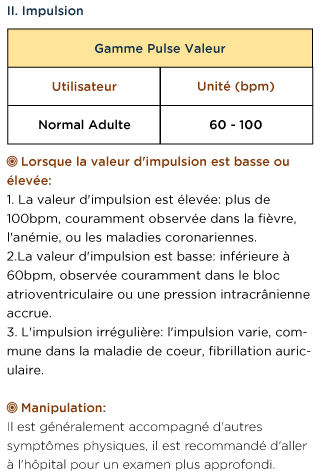 II. Impulsion
Gamme Pulse Valeur
Utilisateur Unité (bpm)
Normal Adulte 60 - 100
Lorsque la valeur d'impulsion est basse ou
élevée:
1. La valeur d'impulsion est élevée: plus de
100bpm, couramment observée dans la fièvre,
l'anémie, ou les maladies coronariennes.
2.La valeur d'impulsion est basse: inférieure à
60bpm, observée couramment dans le bloc
atrioventriculaire ou une pression intracrânienne
accrue.
3. L'impulsion irrégulière: l'impulsion varie, com-
mune dans la maladie de coeur, fibrillation auric-
ulaire.
Manipulation:
Il est généralement accompagné d'autres
symptômes physiques, il est recommandé d'aller
à l'hôpital pour un examen plus approfondi.